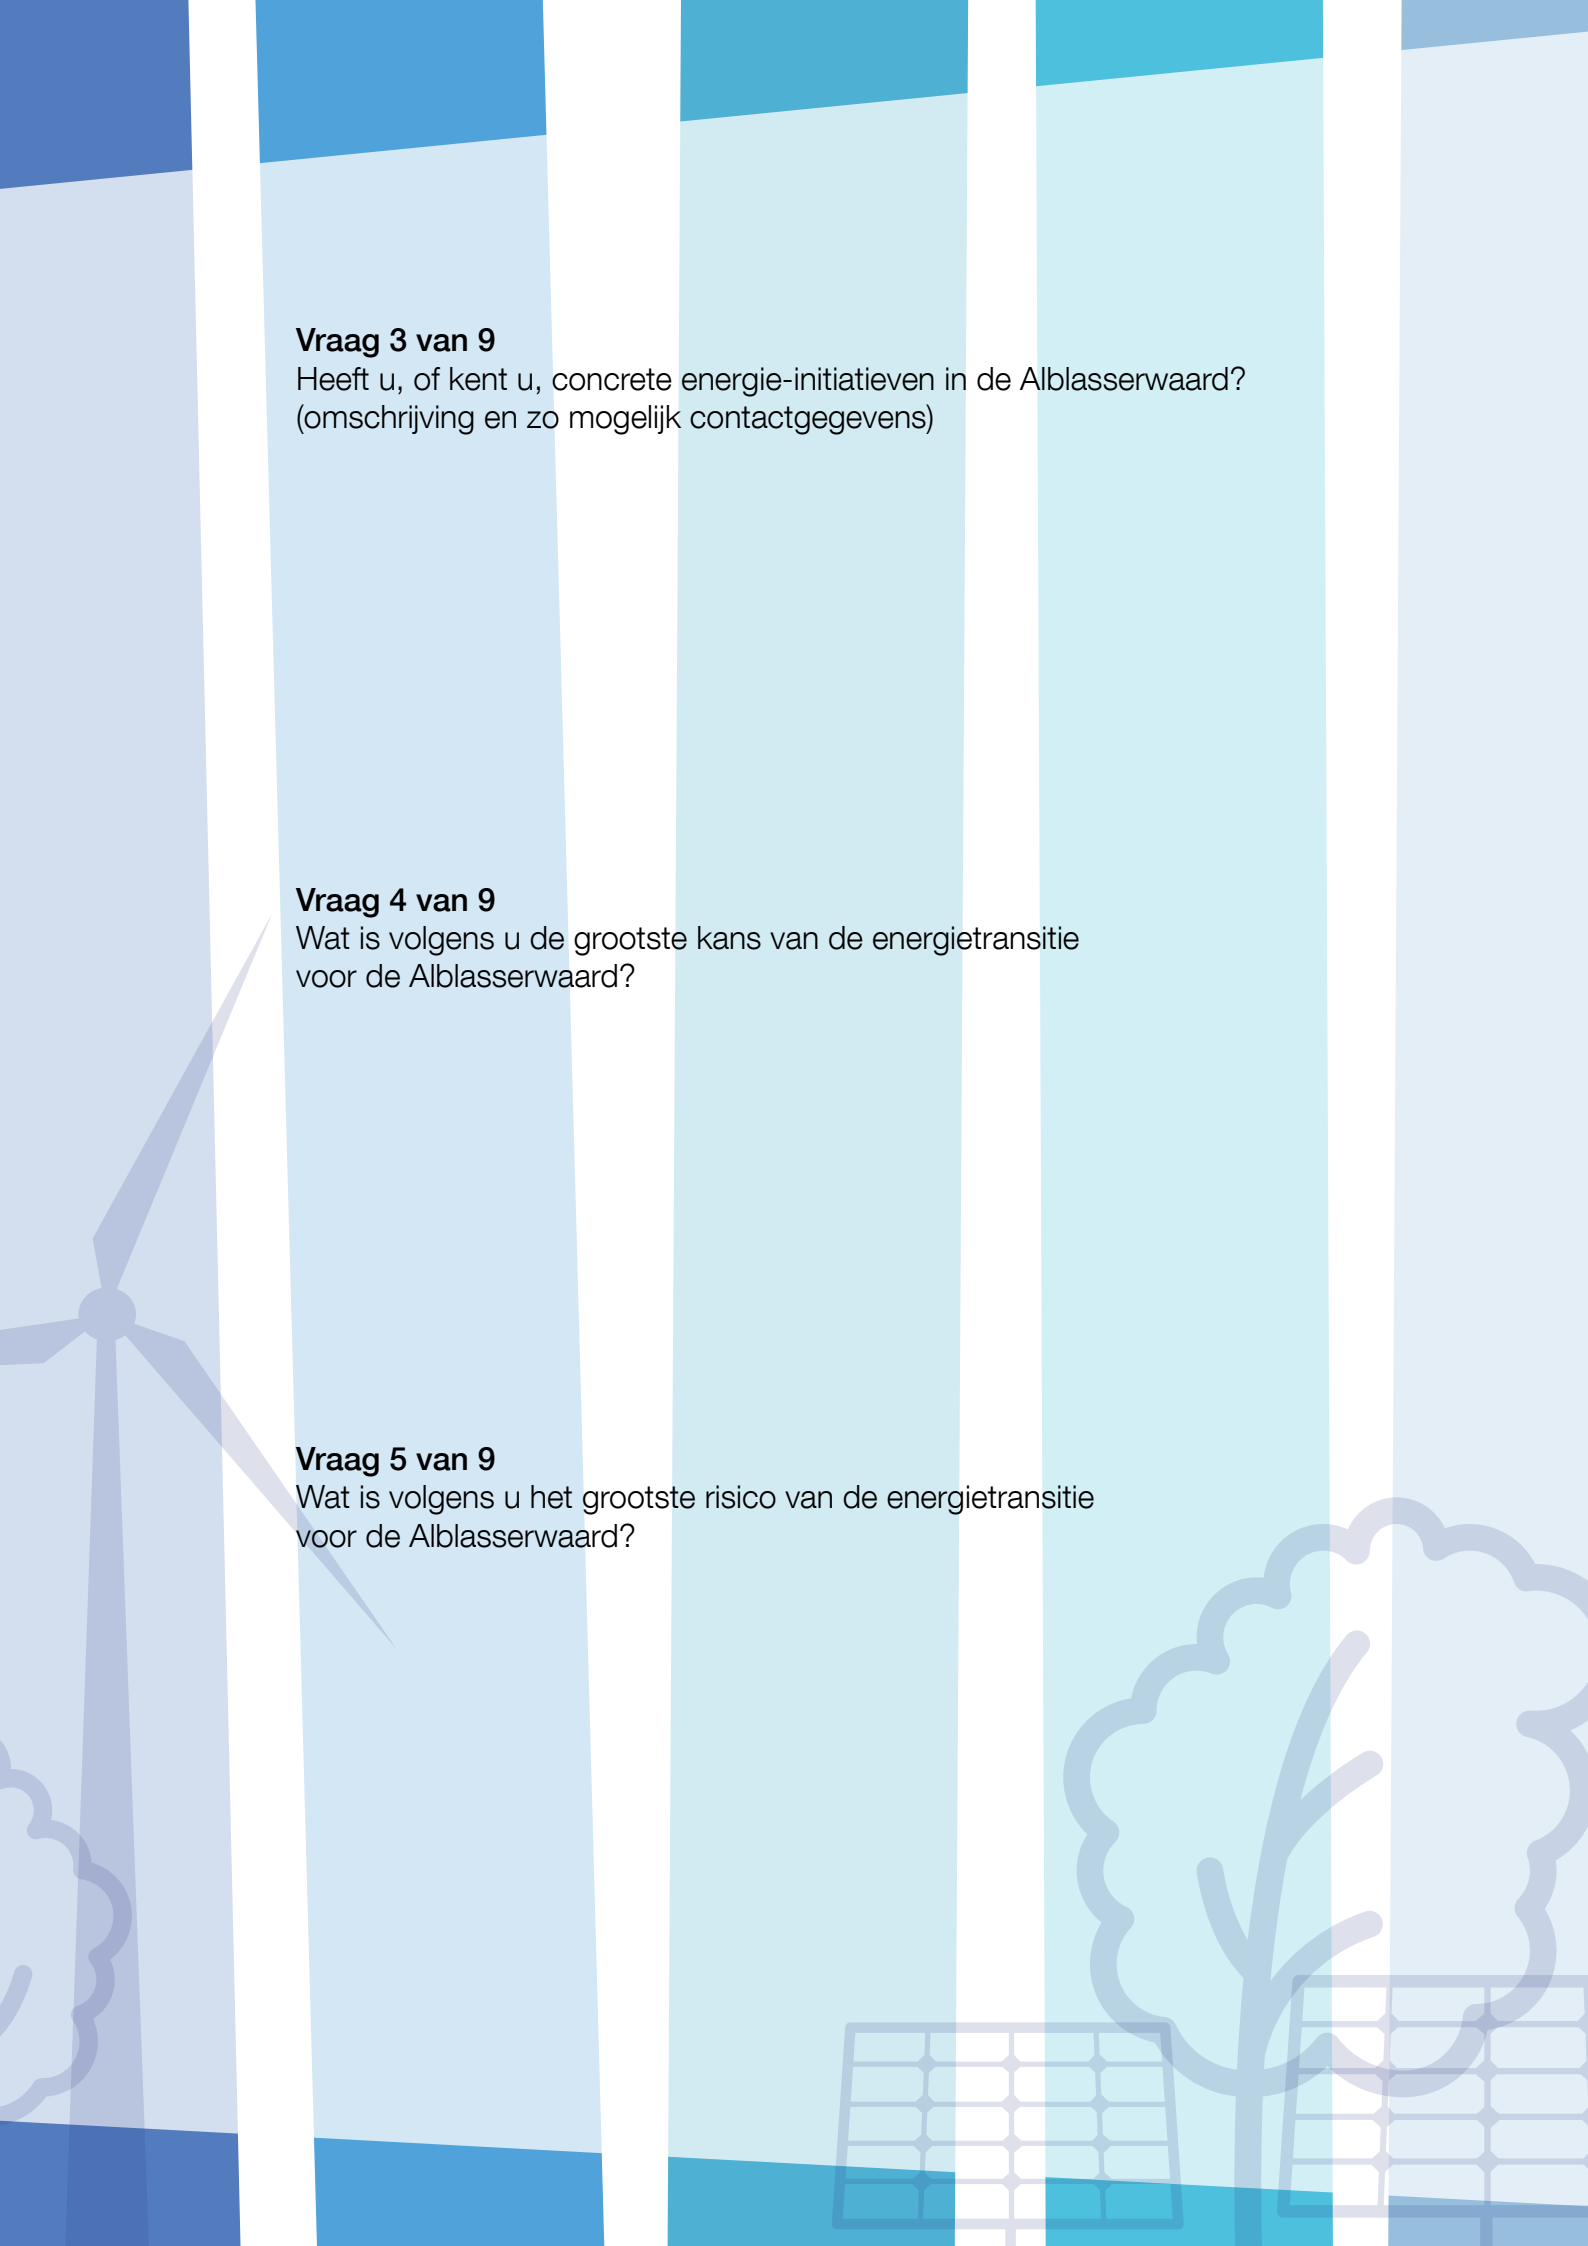 Vraag 3 van 9
Heeft u, of kent u, concrete energie-initiatieven in de Alblasserwaard?
(omschrijving en zo mogelijk contactgegevens)
Vraag 4 van 9
Wat is volgens u de grootste kans van de energietransitie
voor de Alblasserwaard?
Vraag 5 van 9
Wat is volgens u het grootste risico van de energietransitie
voor de Alblasserwaard?